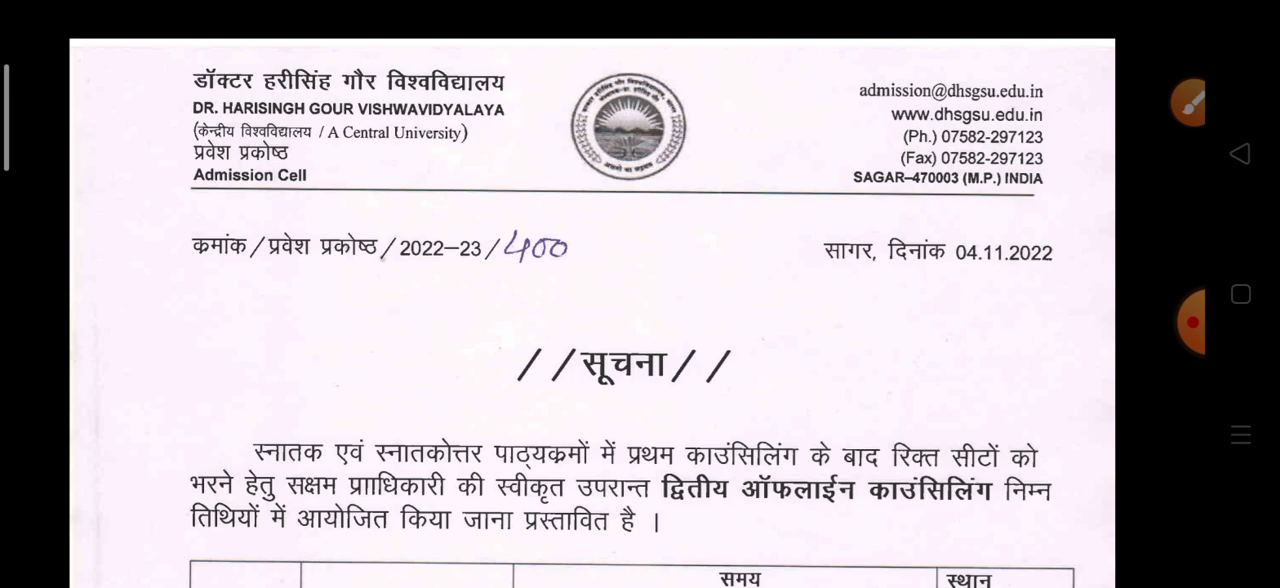 डॉक्टर हरीसिंह गौर विश्वविद्यालय
DR. HARISINGH GOUR VISHWAVIDYALAYA
(केन्द्रीय विश्वविद्यालय / A Central University)
प्रवेश प्रकोष्ठ
Admission Cell
admission@dhsgsu.edu.in
www.dhsgsu.edu.in
(Ph.) 07582-297123
(Fax) 07582-297123
SAGAR–470003 (M.P.) INDIA
क्रमांक / प्रवेश प्रकोष्ठ / 2022–23 / 400
सागर, दिनांक 04.11.2022
/ /सूचना/ /
स्नातक एवं स्नातकोत्तर पाठ्यक्रमों में प्रथम काउंसिलिंग के बाद रिक्त सीटों को
भरने हेतु सक्षम प्रााधिकारी की स्वीकृत उपरान्त द्वितीय ऑफलाईन काउंसिलिंग निम्न
तिथियों में आयोजित किया जाना प्रस्तावित है ।
समय
स्थान